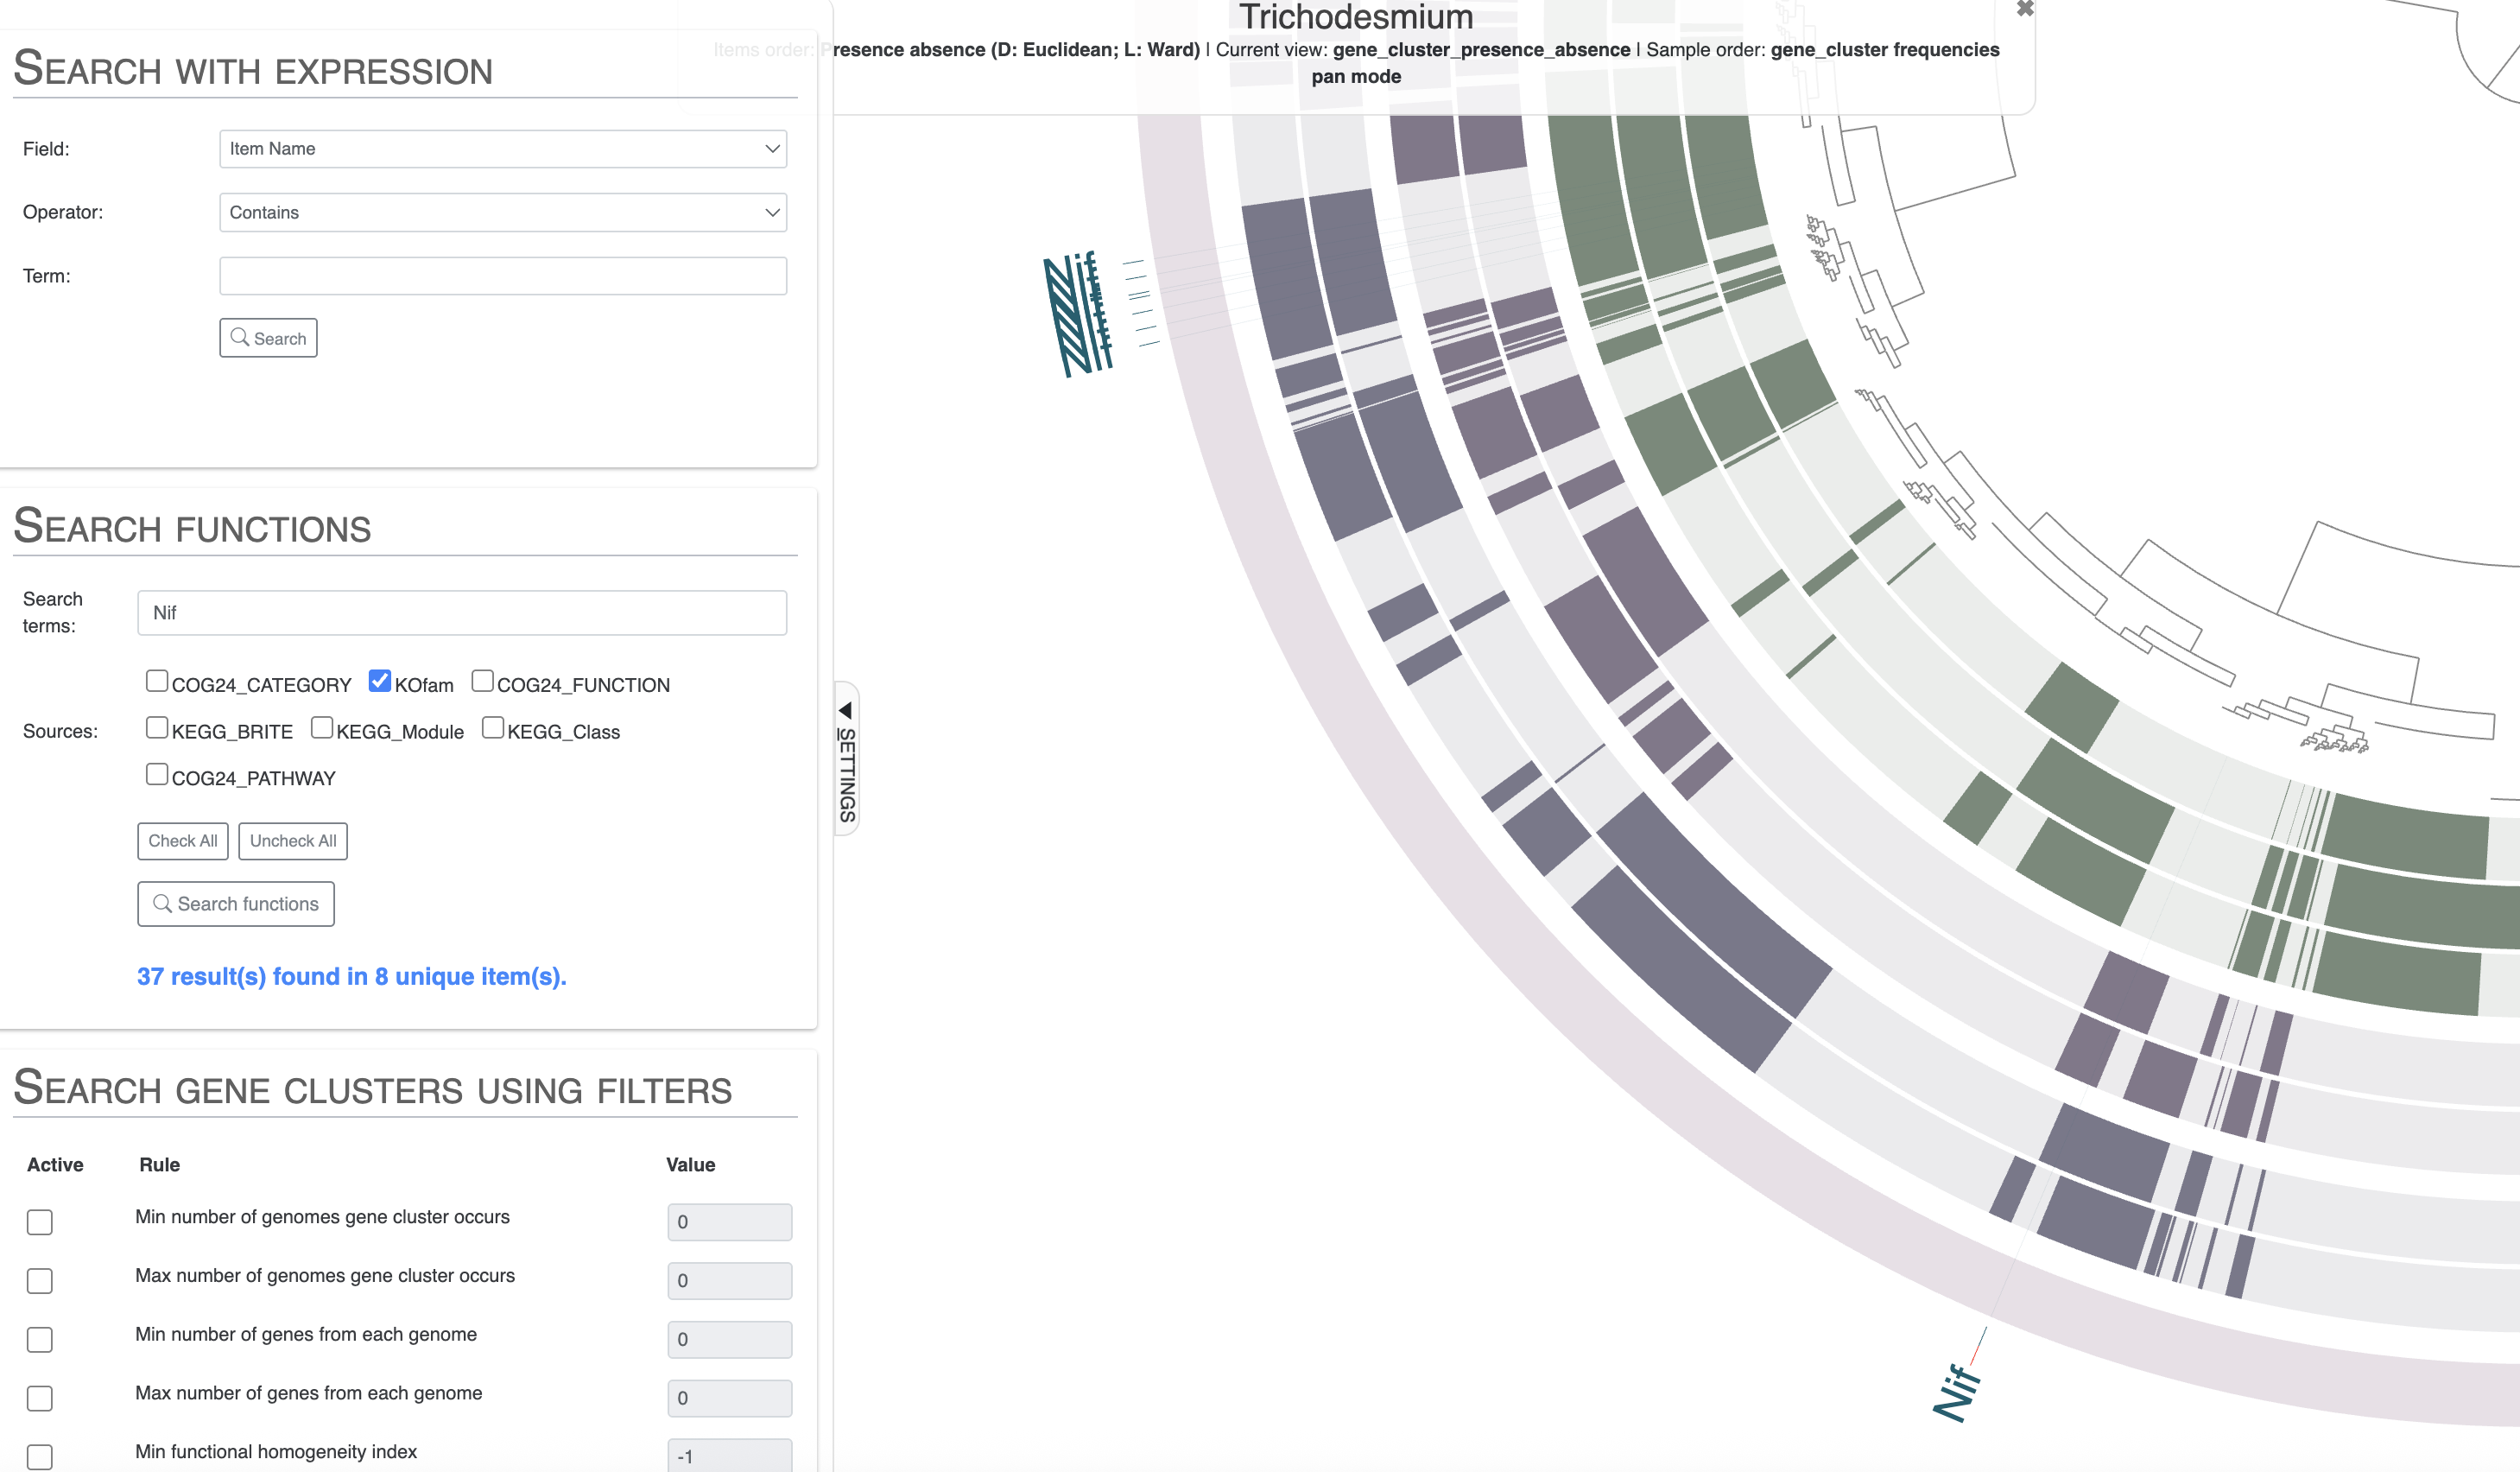 Trichodesmium
Items order: Presence absence (D: Euclidean; L: Ward) | Current view: gene_cluster_presence_absence | Sample order: gene_cluster frequencies
pan mode
Search with expression
Field:
Item Name
Operator:
Contains
Term:
Search
Search functions
Search
terms:
Nif
Sources:
COG24_CATEGORY
KOfam
COG24_FUNCTION
KEGG_BRITE
KEGG_Module
KEGG_Class
COG24_PATHWAY
Check All
Uncheck All
Search functions
37 result(s) found in 8 unique item(s).
Search gene clusters using filters
Active Rule Value
Min number of genomes gene cluster occurs 0
Max number of genomes gene cluster occurs 0
Min number of genes from each genome 0
Max number of genes from each genome 0
Min functional homogeneity index -1
SETTINGS
Nif
Nif